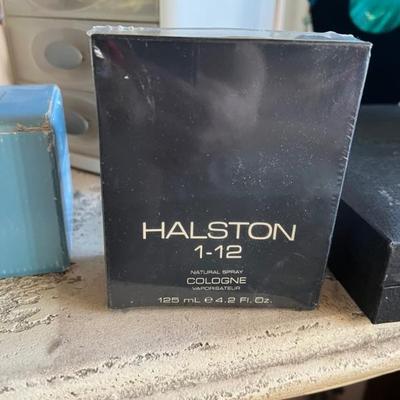 HALSTON
1-12
NATURAL SPRAY
COLOGNE
VAPORISATEUR
125 mL e 4.2 Fl. Oz.